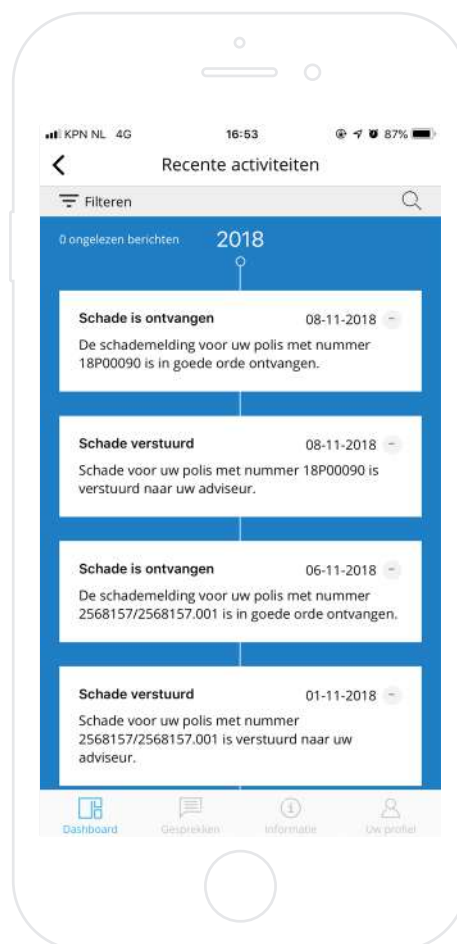 KPN NL 4G 16:53 87%
Recente activiteiten
Filteren
0 ongelezen berichten 2018
Schade is ontvangen 08-11-2018
De schademelding voor uw polis met nummer
18P00090 is in goede orde ontvangen.
Schade verstuurd 08-11-2018
Schade voor uw polis met nummer 18P00090 is
verstuurd naar uw adviseur.
Schade is ontvangen 06-11-2018
De schademelding voor uw polis met nummer
2568157/2568157.001 is in goede orde ontvangen.
Schade verstuurd 01-11-2018
Schade voor uw polis met nummer
2568157/2568157.001 is verstuurd naar uw
adviseur.
Dashboard Gesprekken Informatie Uw profiel